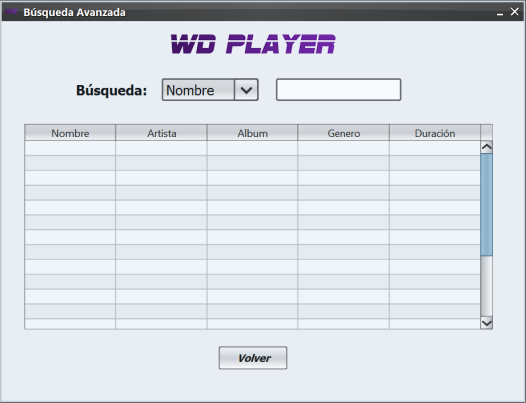 Búsqueda Avanzada
WD PLAYER
Búsqueda: Nombre
Nombre Artista Album Genero Duración
Volver